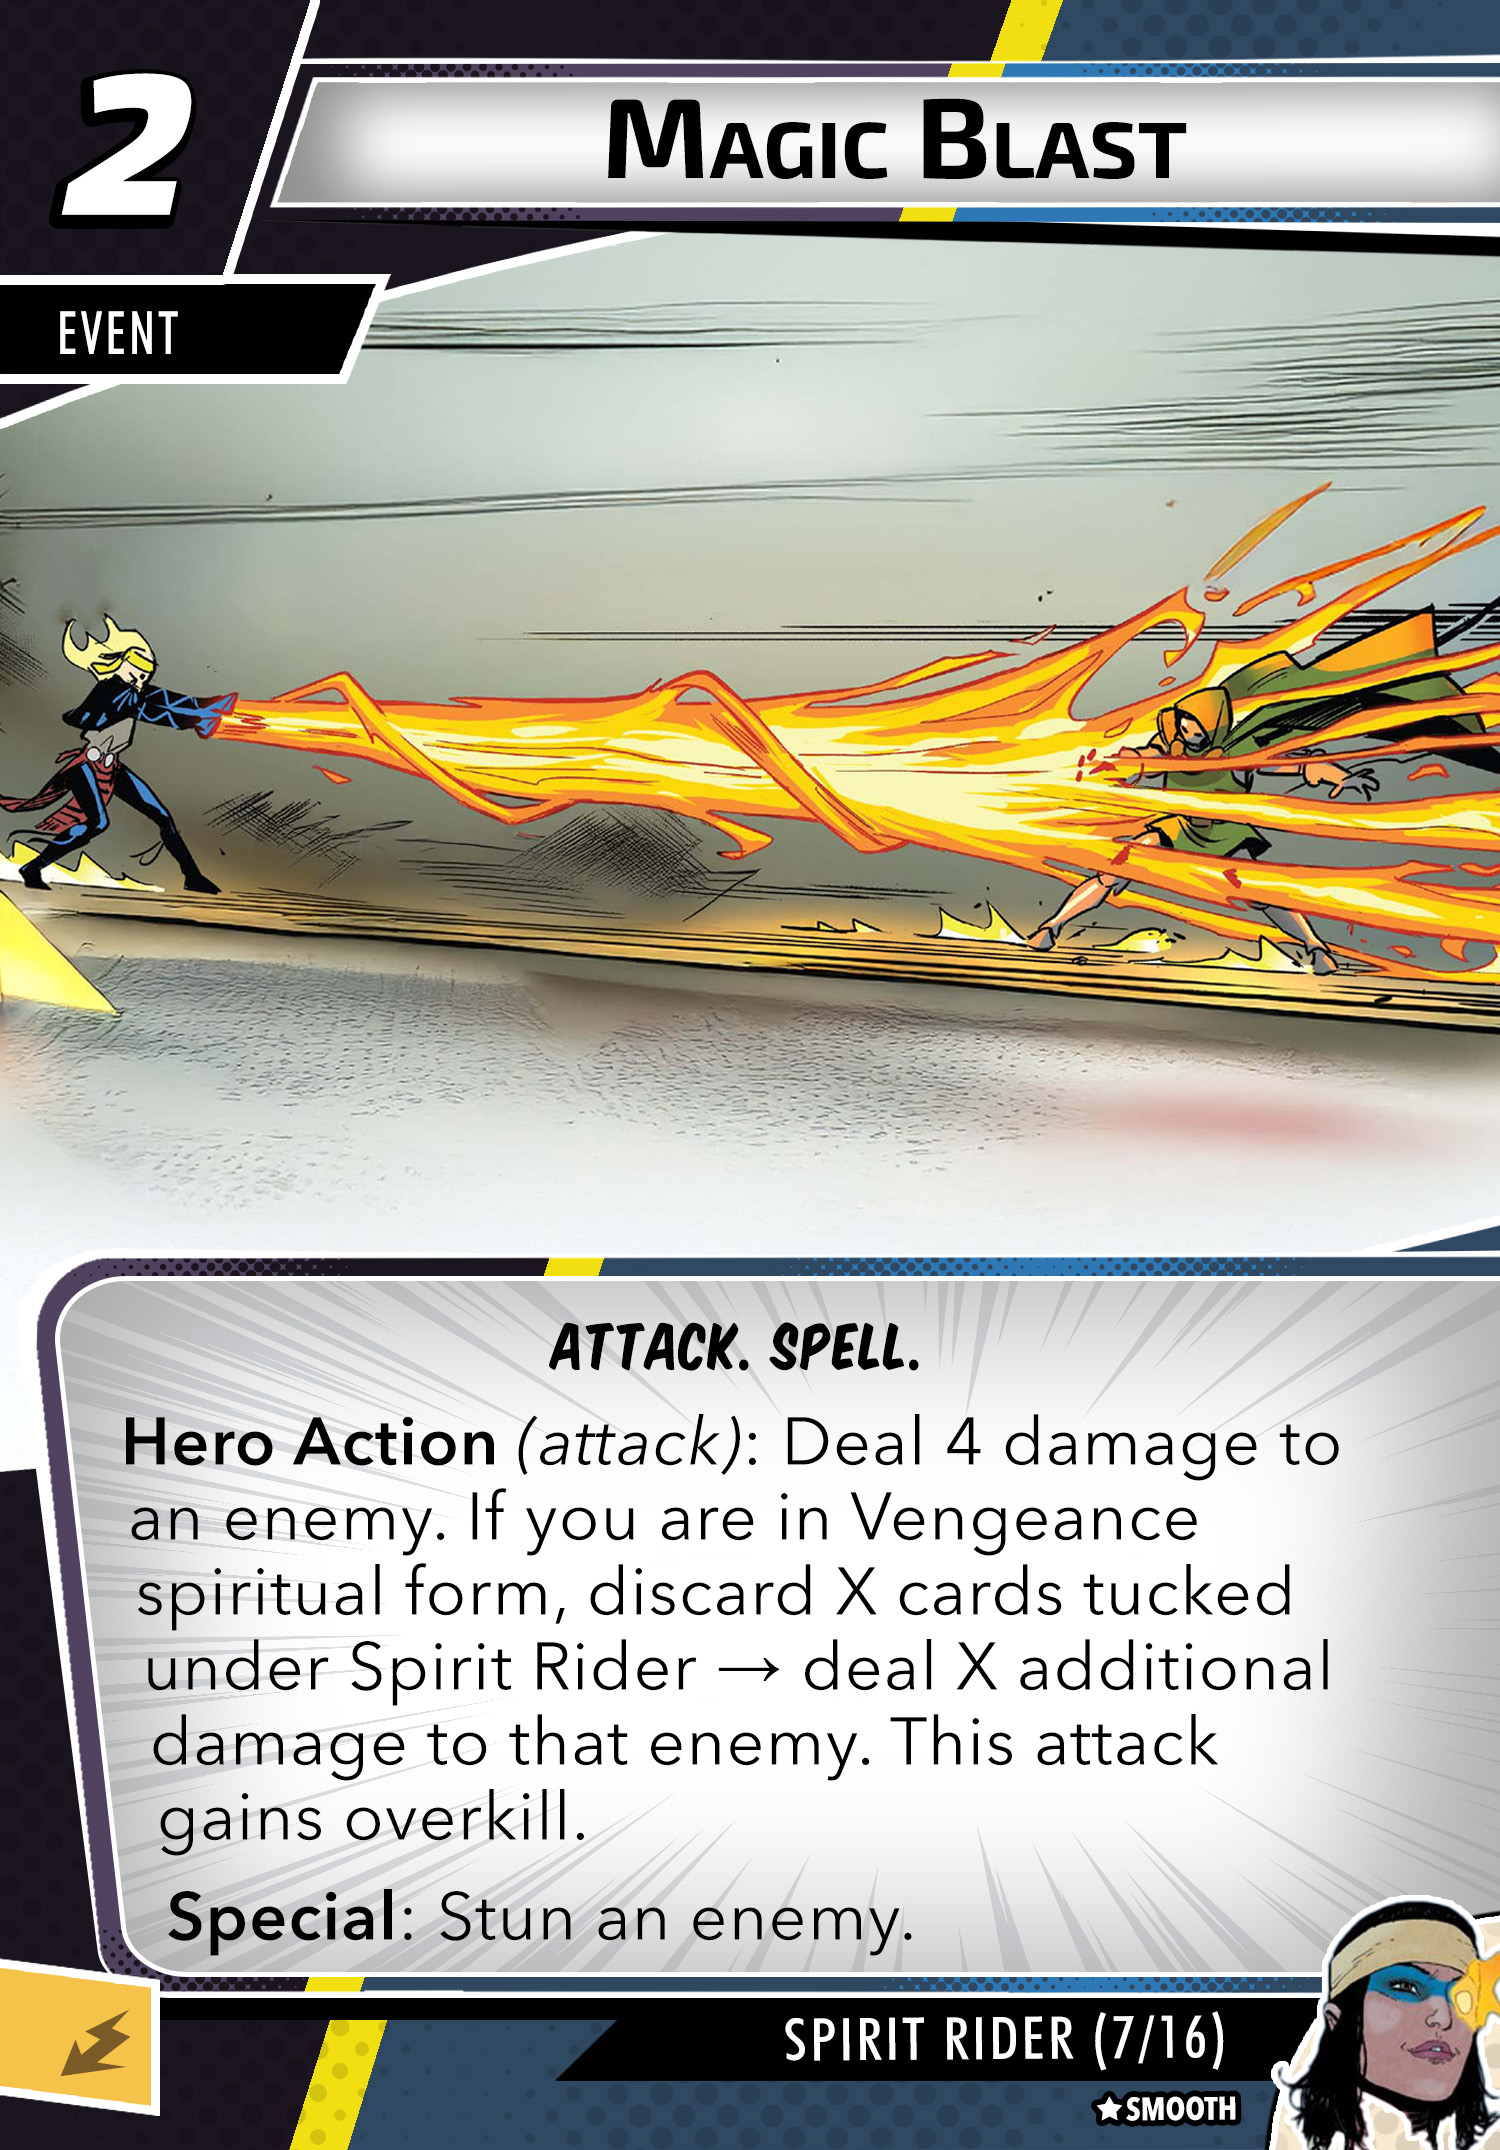 2
MAGIC BLAST
EVENT
ATTACK. SPELL.
Hero Action (attack): Deal 4 damage to
an enemy. If you are in Vengeance
spiritual form, discard X cards tucked
under Spirit Rider → deal X additional
damage to that enemy. This attack
gains overkill.
Special: Stun an enemy.
SPIRIT RIDER (7/16)
★SMOOTH